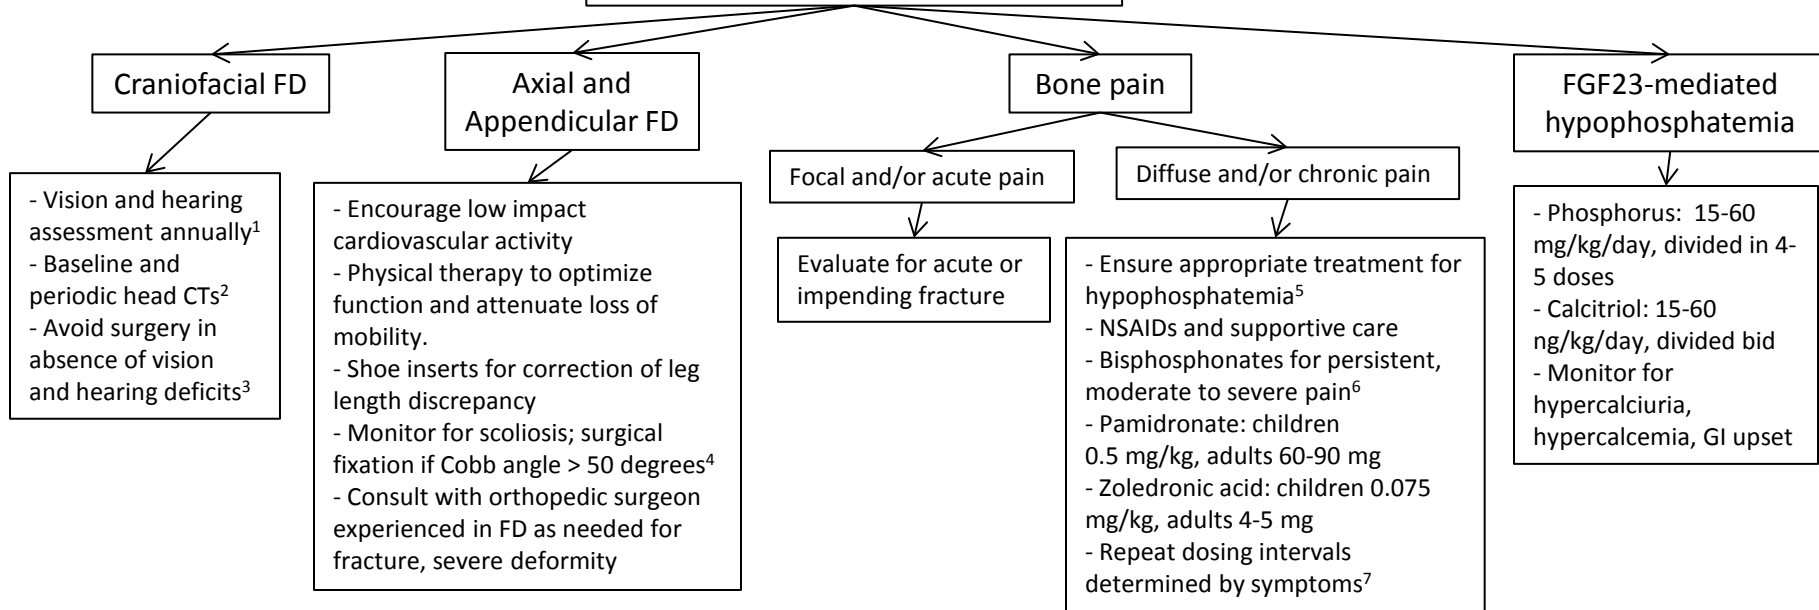 Craniofacial FD
Axial and
Appendicular FD
Bone pain
FGF23-mediated
hypophosphatemia
- Vision and hearing
assessment annually¹
- Baseline and
periodic head CTs²
- Avoid surgery in
absence of vision
and hearing deficits³
- Encourage low impact
cardiovascular activity
- Physical therapy to optimize
function and attenuate loss of
mobility.
- Shoe inserts for correction of leg
length discrepancy
- Monitor for scoliosis; surgical
fixation if Cobb angle > 50 degrees⁴
- Consult with orthopedic surgeon
experienced in FD as needed for
fracture, severe deformity
Focal and/or acute pain
Evaluate for acute or
impending fracture
Diffuse and/or chronic pain
- Ensure appropriate treatment for
hypophosphatemia⁵
- NSAIDs and supportive care
- Bisphosphonates for persistent,
moderate to severe pain⁶
- Pamidronate: children
0.5 mg/kg, adults 60-90 mg
- Zoledronic acid: children 0.075
mg/kg, adults 4-5 mg
- Repeat dosing intervals
determined by symptoms⁷
- Phosphorus: 15-60
mg/kg/day, divided in 4-
5 doses
- Calcitriol: 15-60
ng/kg/day, divided bid
- Monitor for
hypercalciuria,
hypercalcemia, GI upset